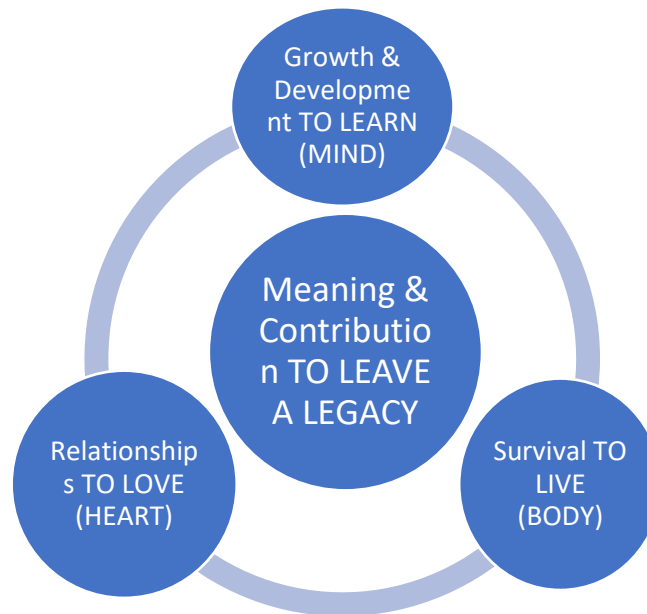 Growth &
Developme
nt TO LEARN
(MIND)
Meaning &
Contributio
n TO LEAVE
A LEGACY
Relationship
s TO LOVE
(HEART)
Survival TO
LIVE
(BODY)